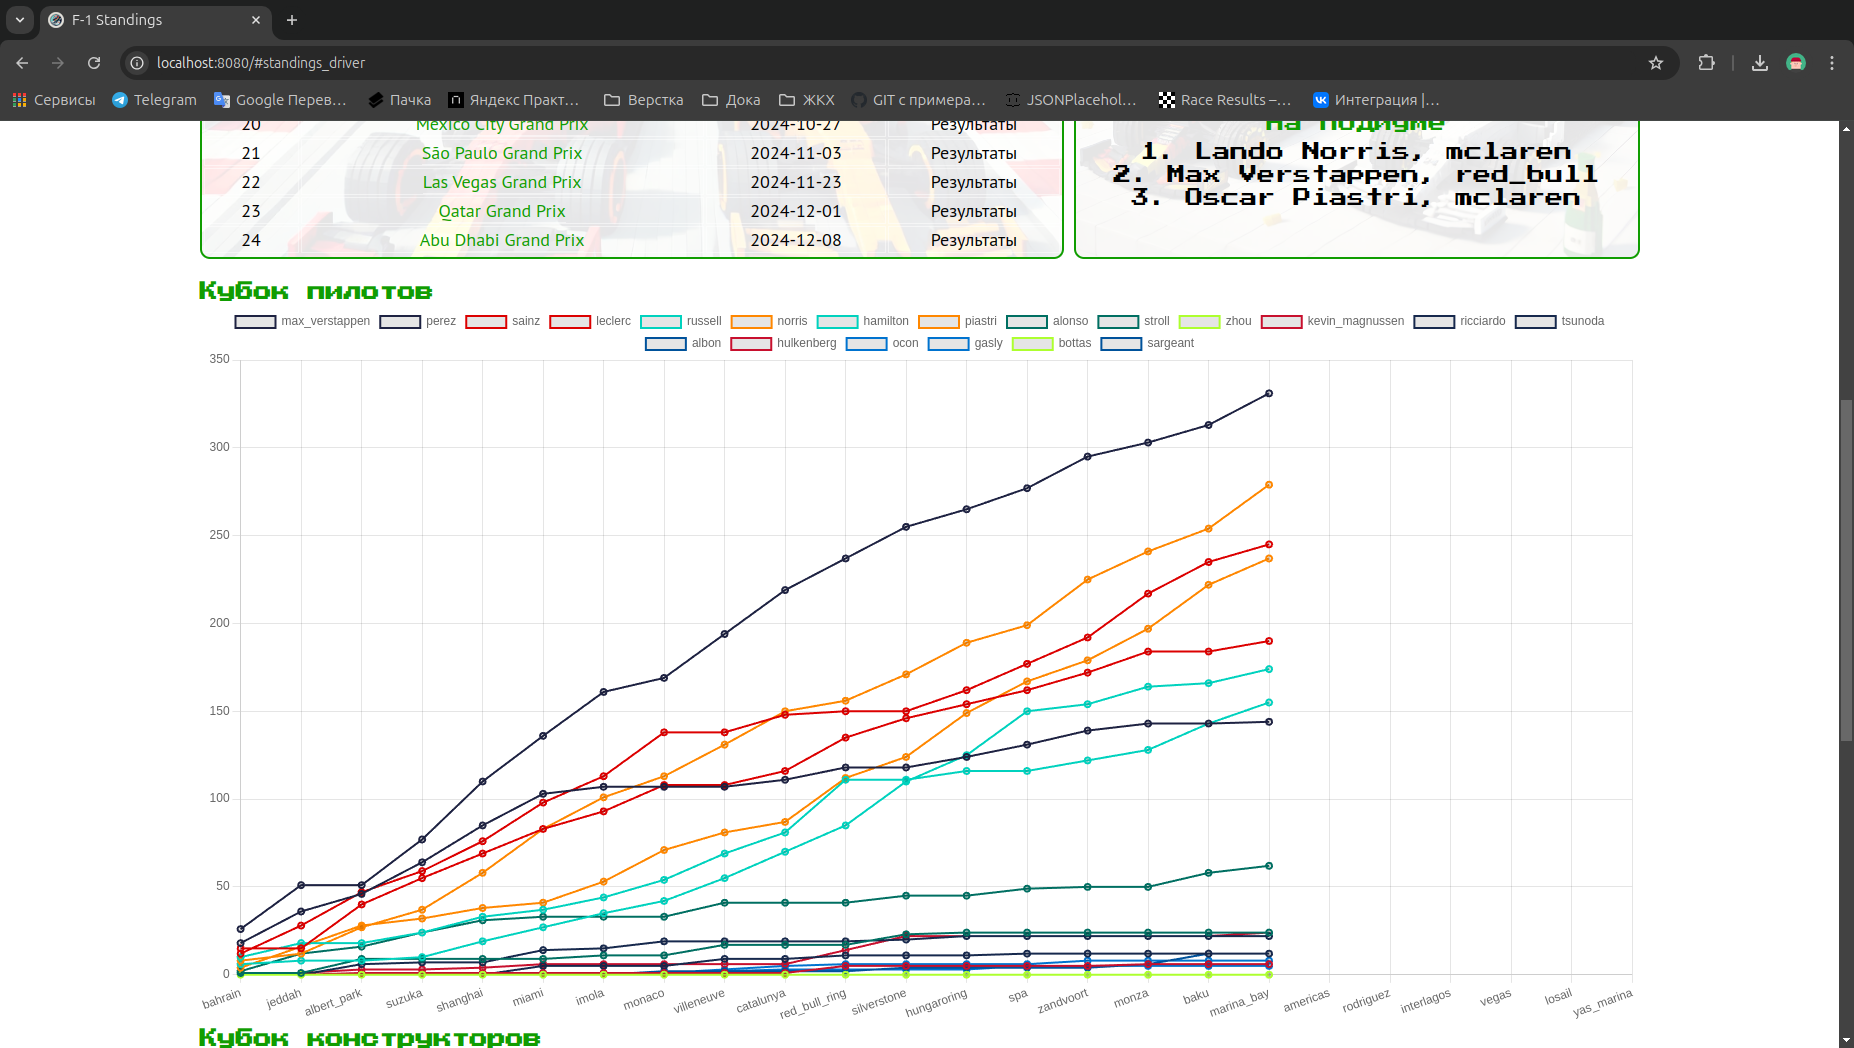 F-1 Standings
localhost:8080/#standings_driver
Сервисы Telegram Google Перев... Пачка Яндекс Практ... Верстка Дока ЖКХ GIT с примера... JSONPlacehol... Race Results –... Интеграция |...
20 Mexico City Grand Prix 2024-10-27 Результаты
21 São Paulo Grand Prix 2024-11-03 Результаты
22 Las Vegas Grand Prix 2024-11-23 Результаты
23 Qatar Grand Prix 2024-12-01 Результаты
24 Abu Dhabi Grand Prix 2024-12-08 Результаты
На подиуме
1. Lando Norris, mclaren
2. Max Verstappen, red_bull
3. Oscar Piastri, mclaren
Кубок пилотов
max_verstappen perez sainz leclerc russell norris hamilton piastri alonso stroll zhou kevin_magnussen ricciardo tsunoda
albon hulkenberg ocon gasly bottas sargeant
350
300
250
200
150
100
50
0
bahrain jeddah albert_park suzuka shanghai miami imola monaco villeneuve catalunya red_bull_ring silverstone hungaroring spa zandvoort monza baku marina_bay americas rodriguez interlagos vegas losail yas_marina
Кубок конструкторов